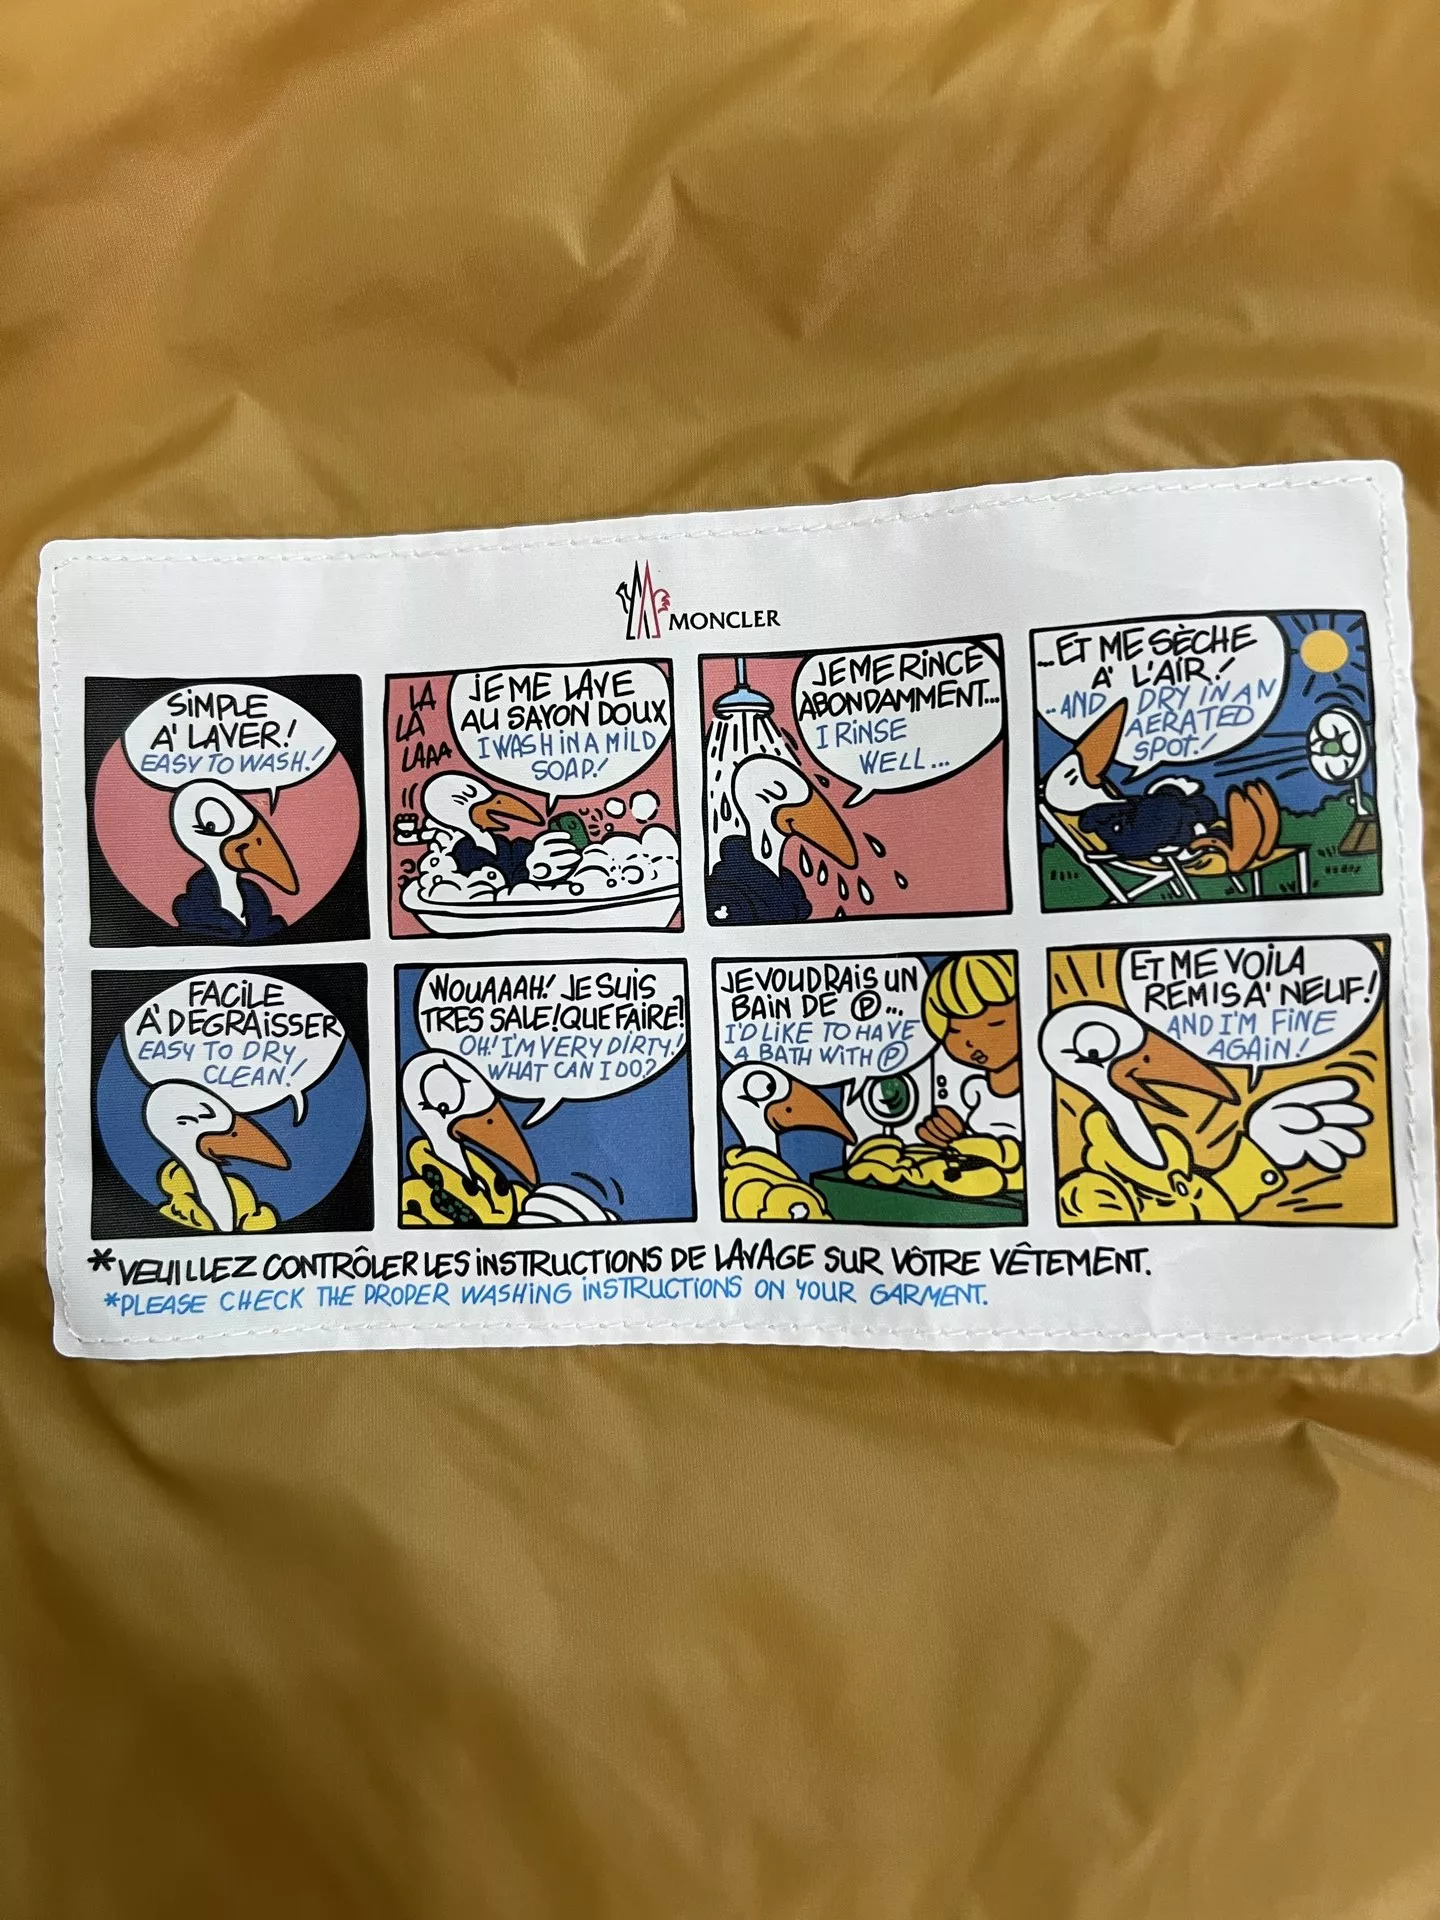 MONCLER
SIMPLE
A' LAVER!
EASY TO WASH!
LA
LA
LAAA
JE ME LAVE
AU SAVON DOUX
I WASH IN A MILD
SOAP!
JE ME RINCE
ABONDAMMENT...
I RINSE
WELL...
...ET ME SÈCHE
A' L'AIR!
..AND I DRY IN AN
AERATED
SPOT!
FACILE
A' DEGRAISSER
EASY TO DRY
CLEAN!
WOUAAAH! JE SUIS
TRES SALE! QUE FAIRE?
OH! I'M VERY DIRTY!
WHAT CAN I DO?
JE VOUDRAIS UN
BAIN DE Ⓟ...
I'D LIKE TO HAVE
A BATH WITH Ⓟ
ET ME VOILA
REMIS A' NEUF!
AND I'M FINE
AGAIN!
*VEUILLEZ CONTRÔLER LES INSTRUCTIONS DE LAVAGE SUR VÔTRE VÊTEMENT.
*PLEASE CHECK THE PROPER WASHING INSTRUCTIONS ON YOUR GARMENT.